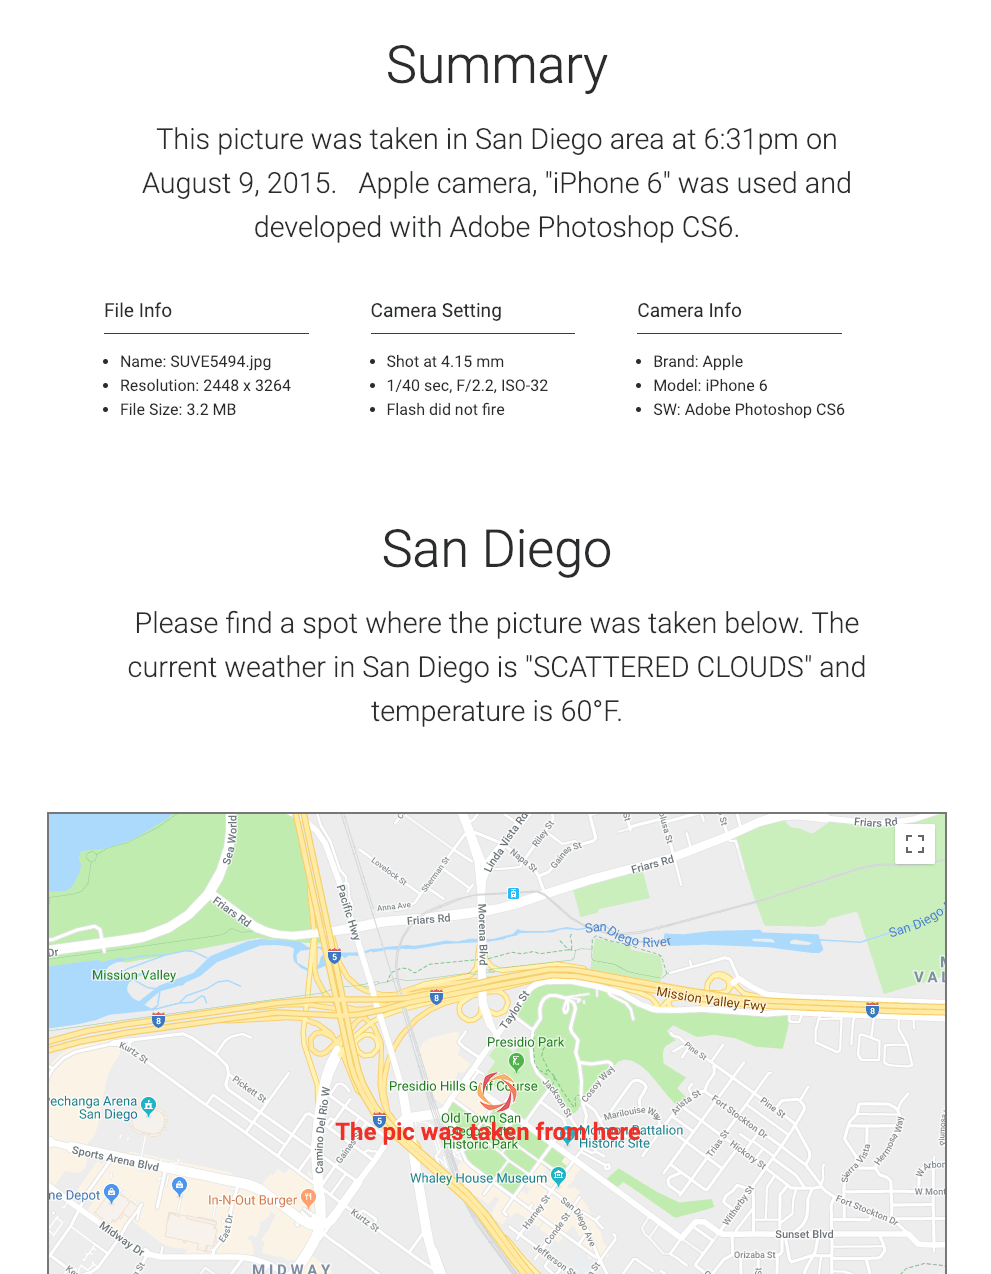 Summary
This picture was taken in San Diego area at 6:31pm on
August 9, 2015.   Apple camera, "iPhone 6" was used and
developed with Adobe Photoshop CS6.
File Info
Name: SUVE5494.jpg
Resolution: 2448 x 3264
File Size: 3.2 MB
Camera Setting
Shot at 4.15 mm
1/40 sec, F/2.2, ISO-32
Flash did not fire
Camera Info
Brand: Apple
Model: iPhone 6
SW: Adobe Photoshop CS6
San Diego
Please find a spot where the picture was taken below. The
current weather in San Diego is "SCATTERED CLOUDS" and
temperature is 60°F.
Sea World
Linda Vista Rd
Riley St
Friars Rd
Napa St
Gaines St
Lovelock St
Sherman St
Friars Rd
Anna Ave
Friars Rd
Friars Rd
Pacific Hwy
Morena Blvd
San Diego River
San Diego
Dr
5
Mission Valley
VAL
8
Mission Valley Fwy
8
8
Taylor St
Kurtz St
Presidio Park
Pine St
Pickett St
Presidio Hills Golf Course
Jackson St
Cosoy Way
echanga Arena
San Diego
Camino Del Rio W
5
Old Town San
Diego State
Historic Park
The pic was taken from here
Mormon Battalion
Historic Site
Marilouise Way
Arista St
Fort Stockton Dr
Pine St
Trias St
Hickory St
Sierra Vista
Hermosa Way
Gaines
Sports Arena Blvd
Whaley House Museum
W Arbor
W Mont
me Depot
In-N-Out Burger
East Dr
Kurtz St
Harney St
Conde St
San Diego Ave
Witherby St
Fort Stockton Dr
Sunset Blvd
Midway Dr
Jefferson St
Orizaba St
MIDWAY